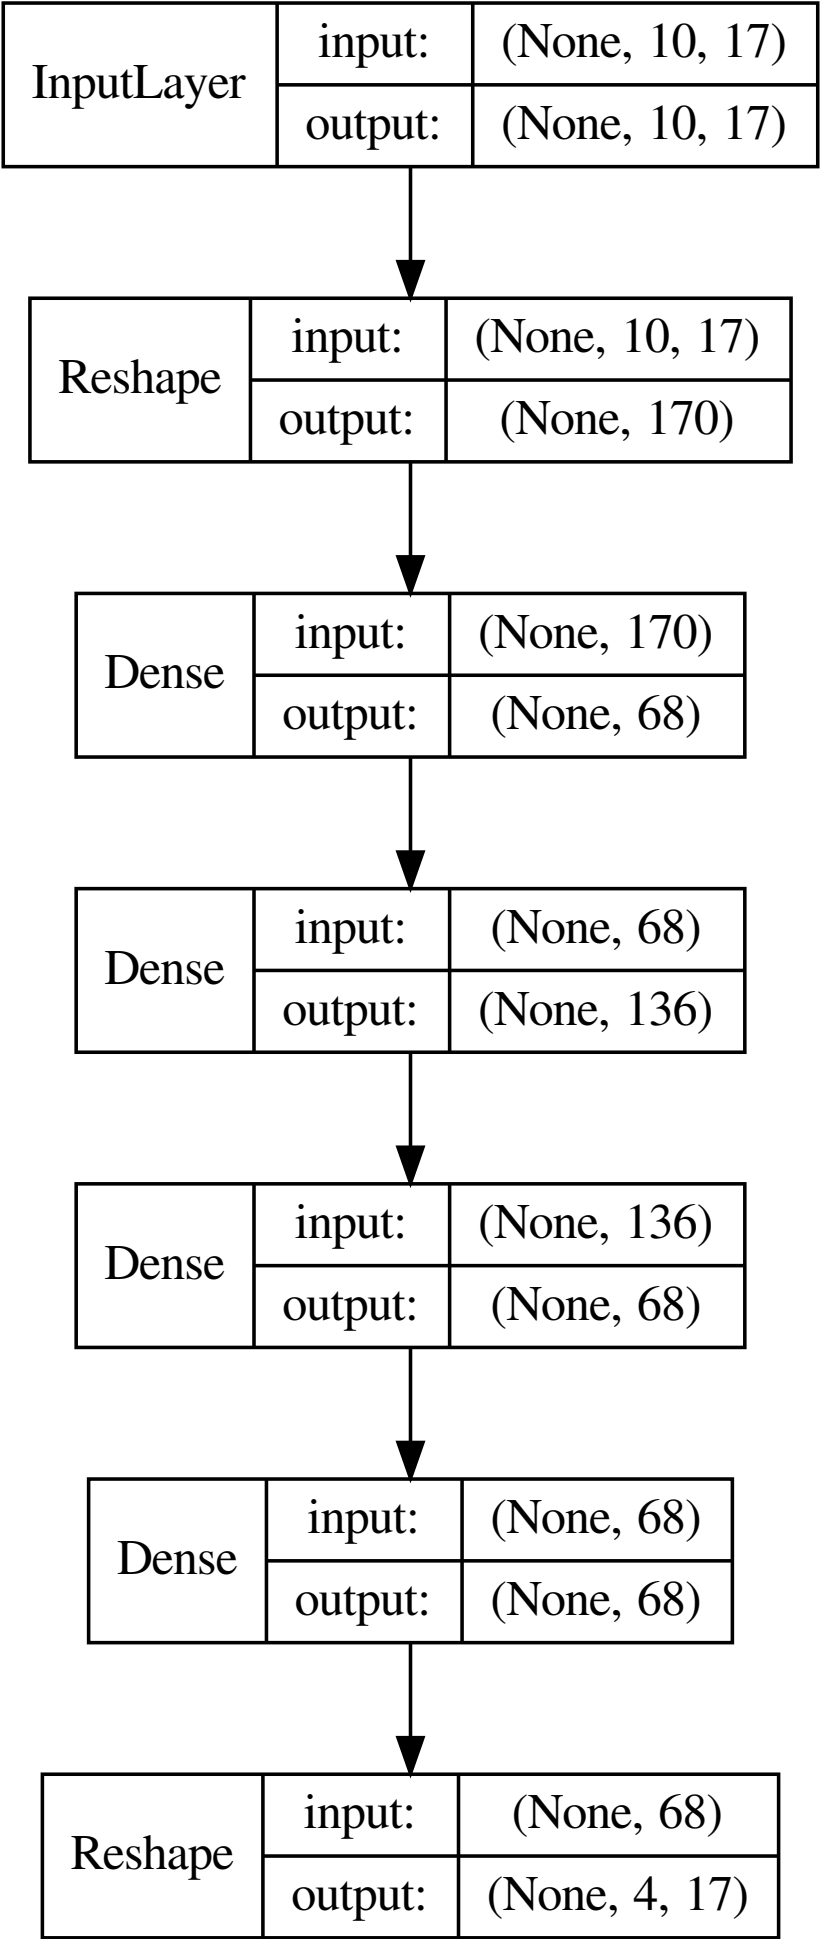 InputLayer
input: (None, 10, 17)
output: (None, 10, 17)
Reshape
input: (None, 10, 17)
output: (None, 170)
Dense
input: (None, 170)
output: (None, 68)
Dense
input: (None, 68)
output: (None, 136)
Dense
input: (None, 136)
output: (None, 68)
Dense
input: (None, 68)
output: (None, 68)
Reshape
input: (None, 68)
output: (None, 4, 17)